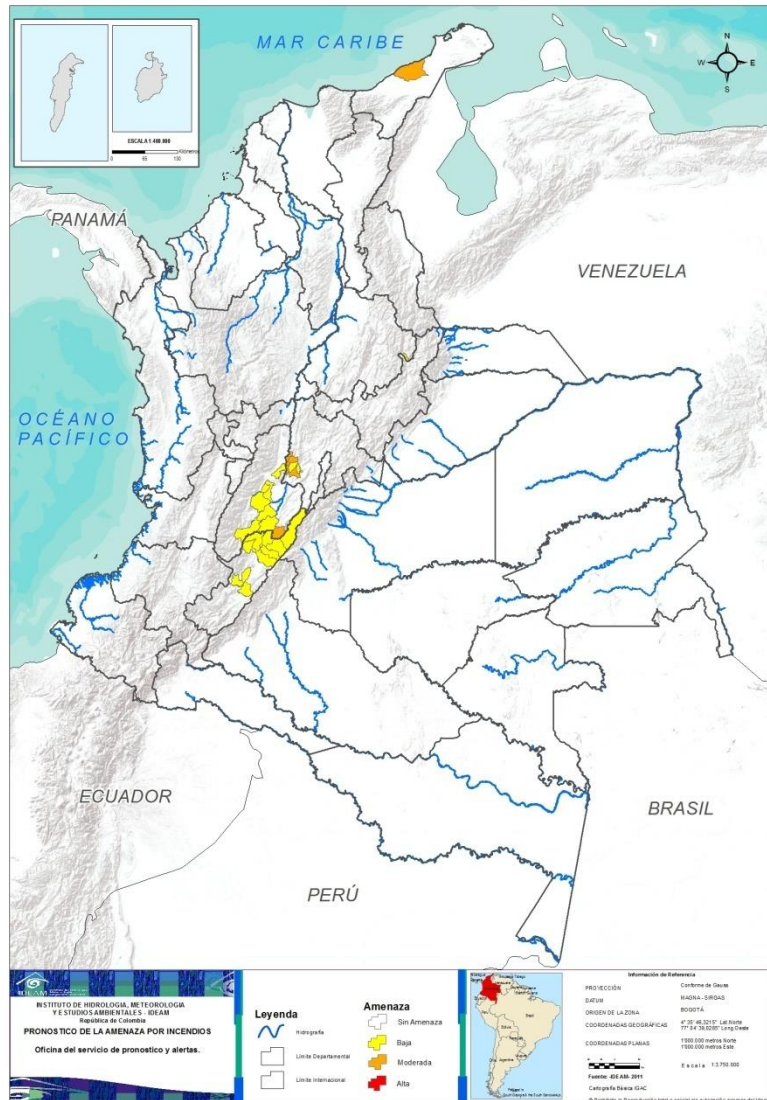 MAR CARIBE
N
W E
S
ESCALA 1:400.000
PANAMÁ
VENEZUELA
OCÉANO
PACÍFICO
ECUADOR
BRASIL
PERÚ
IDEAM
INSTITUTO DE HIDROLOGIA, METEOROLOGIA
Y ESTUDIOS AMBIENTALES - IDEAM
República de Colombia
PRONOSTICO DE LA AMENAZA POR INCENDIOS
Oficina del servicio de pronostico y alertas.
Leyenda
Hidrografía
Límite Departamental
Límite Internacional
Amenaza
Sin Amenaza
Baja
Moderada
Alta
Información de Referencia
PROYECCIÓN Conforme de Gauss
DATUM MAGNA - SIRGAS
ORIGEN DE LA ZONA BOGOTÁ
COORDENADAS GEOGRÁFICAS
COORDENADAS PLANAS 1'000.000 metros Norte
1'000.000 metros Este
Escala 1:3.750.000
Fuente: -IDEAM- 2011
Cartografía Básica IGAC